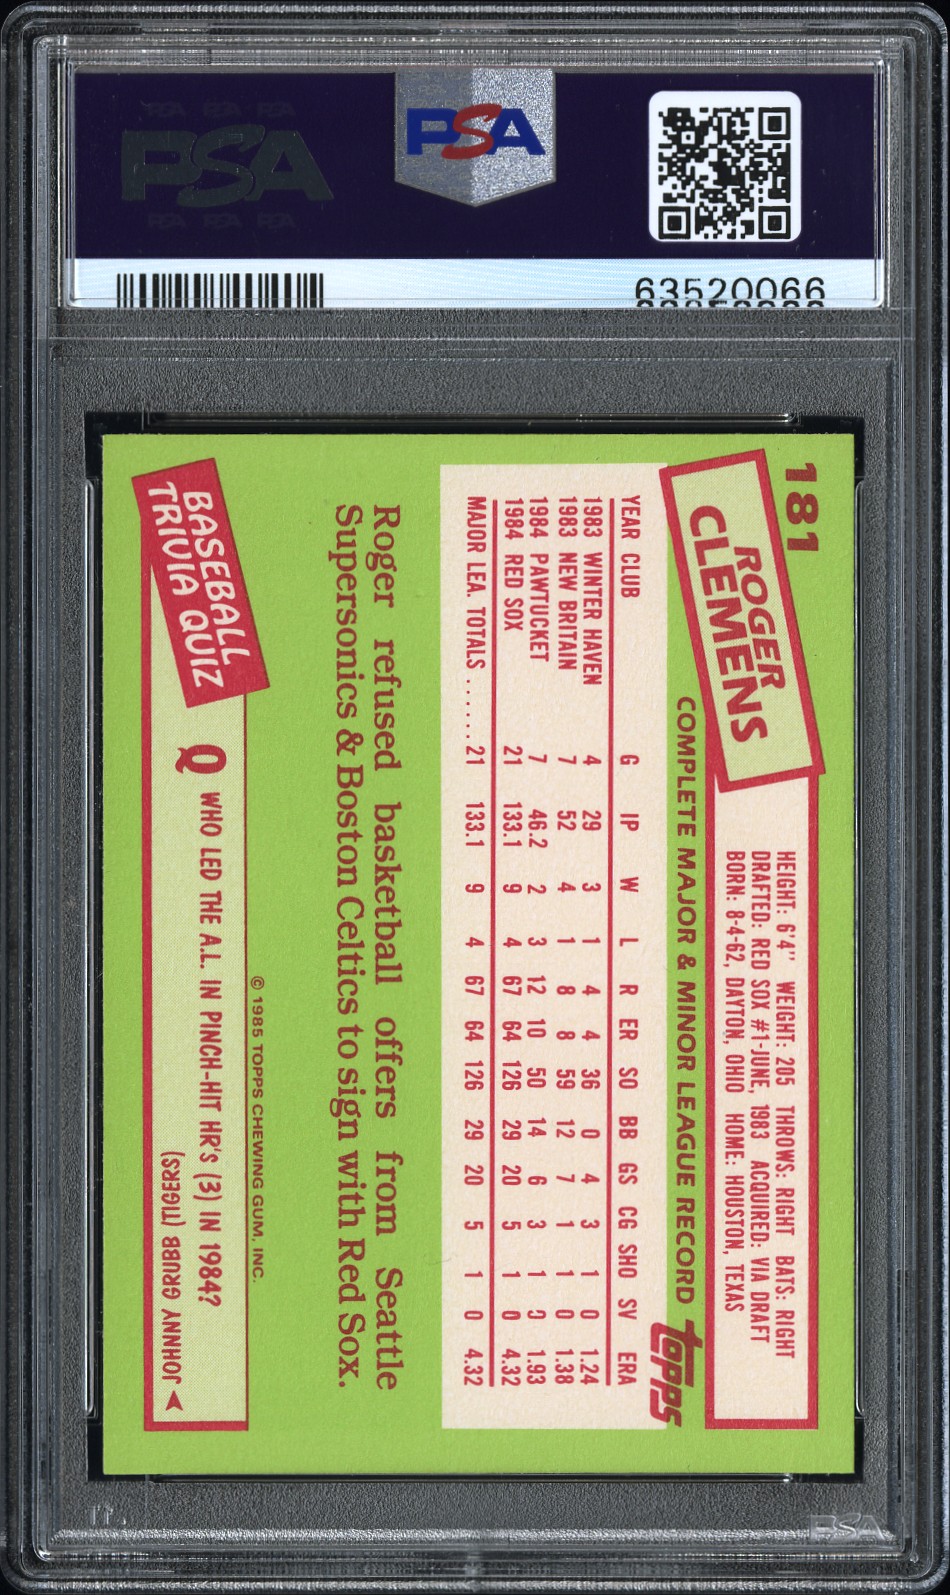 PSA PSA PSA
PSA
PSA PSA PSA
PSA
63520066
181
ROGER
CLEMENS
HEIGHT: 6'4" WEIGHT: 205 THROWS: RIGHT BATS: RIGHT
DRAFTED: RED SOX #1-JUNE, 1983 ACQUIRED: VIA DRAFT
BORN: 8-4-62, DAYTON, OHIO HOME: HOUSTON, TEXAS
COMPLETE MAJOR & MINOR LEAGUE RECORD
topps
YEAR CLUB G IP W L R ER SO BB GS CG SHO SV ERA
1983 WINTER HAVEN 4 29 3 1 4 4 36 0 4 3 1 0 1.24
1983 NEW BRITAIN 7 52 4 1 8 8 59 12 7 1 1 0 1.38
1984 PAWTUCKET 7 46.2 2 3 12 10 50 14 6 3 1 0 1.93
1984 RED SOX 21 133.1 9 4 67 64 126 29 20 5 1 0 4.32
MAJOR LEA. TOTALS ...... 21 133.1 9 4 67 64 126 29 20 5 1 0 4.32
Roger refused basketball offers from Seattle
Supersonics & Boston Celtics to sign with Red Sox.
© 1985 TOPPS CHEWING GUM, INC.
BASEBALL
TRIVIA QUIZ
Q WHO LED THE A.L. IN PINCH-HIT HR'S (3) IN 1984?
JOHNNY GRUBB (TIGERS)
PSA